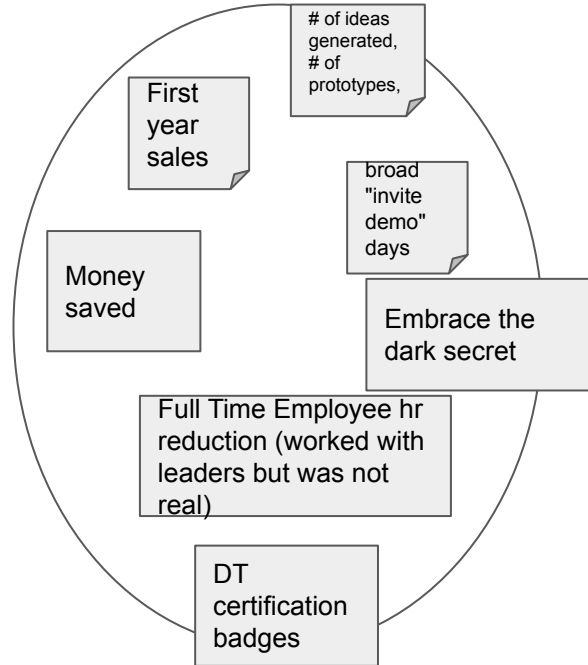 # of ideas
generated,
# of
prototypes,
First
year
sales
broad
"invite
demo"
days
Money
saved
Embrace the
dark secret
Full Time Employee hr
reduction (worked with
leaders but was not
real)
DT
certification
badges